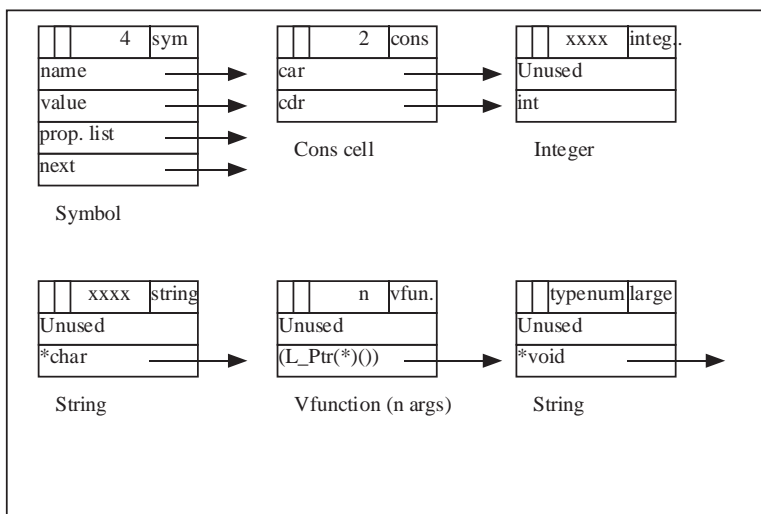 4 sym
name
value
prop. list
next
Symbol
2 cons
car
cdr
Cons cell
xxxx integ..
Unused
int
Integer
xxxx string
Unused
*char
String
n vfun.
Unused
(L_Ptr(*)())
Vfunction (n args)
typenum large
Unused
*void
String